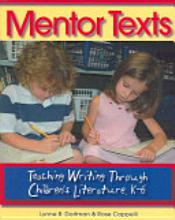 Mentor Texts
Teaching Writing Through
Children's Literature, K-6
Lynne R. Dorfman & Rose Cappelli